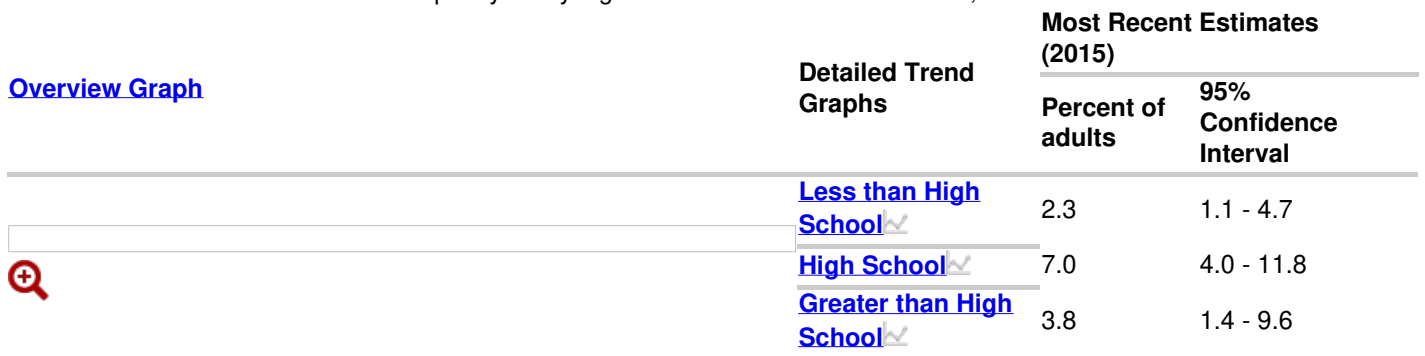 Overview Graph
Detailed Trend
Graphs
Most Recent Estimates
(2015)
Percent of
adults
95%
Confidence
Interval
Less than High
School
2.3
1.1 - 4.7
High School
7.0
4.0 - 11.8
Greater than High
School
3.8
1.4 - 9.6